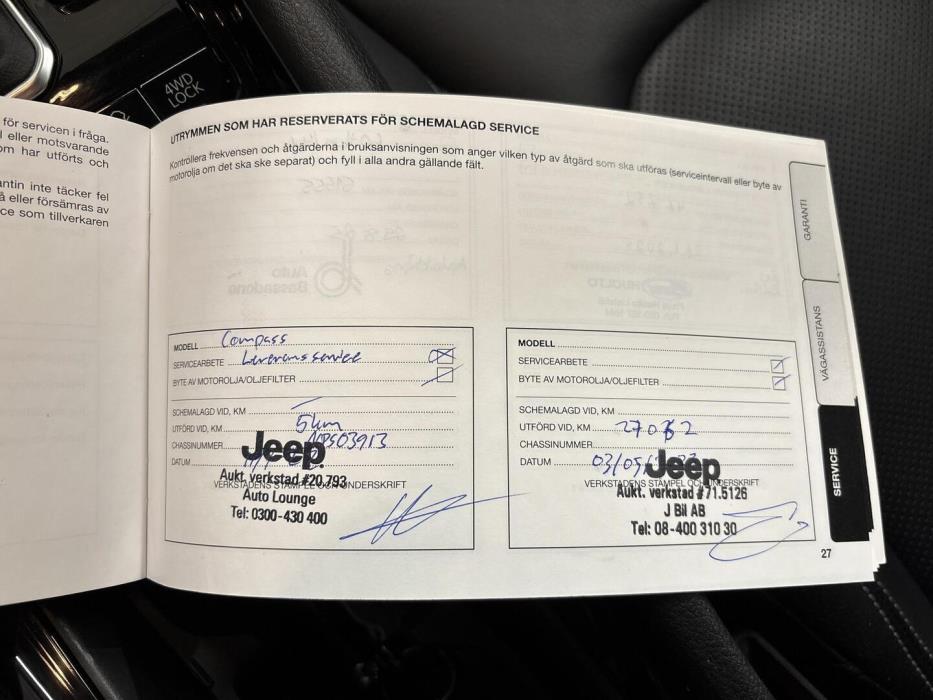 4WD
LOCK
för servicen i fråga.
l eller motsvarande
om har utförts och
antin inte täcker fel
å eller försämras av
ce som tillverkaren
UTRYMMEN SOM HAR RESERVERATS FÖR SCHEMALAGD SERVICE
Kontrollera frekvensen och åtgärderna i bruksanvisningen som anger vilken typ av åtgärd som ska utföras (serviceintervall eller byte av
motorolja om det ska ske separat) och fyll i alla andra gällande fält.
GARANTI
VÄGASSISTANS
SERVICE
MODELL Compass
SERVICEARBETE Leveransservice
BYTE AV MOTOROLJA/OLJEFILTER
SCHEMALAGD VID, KM
UTFÖRD VID, KM 5km
CHASSINUMMER
DATUM
Jeep
Aukt. verkstad #20.793
VERKSTADENS STÄMPEL OCH UNDERSKRIFT
Auto Lounge
Tel: 0300-430 400
MODELL
SERVICEARBETE
BYTE AV MOTOROLJA/OLJEFILTER
SCHEMALAGD VID, KM
UTFÖRD VID, KM
CHASSINUMMER
DATUM 03/05/
Jeep
VERKSTADENS STÄMPEL OCH UNDERSKRIFT
Aukt. verkstad #71.5126
J Bil AB
Tel: 08-400 310 30
27